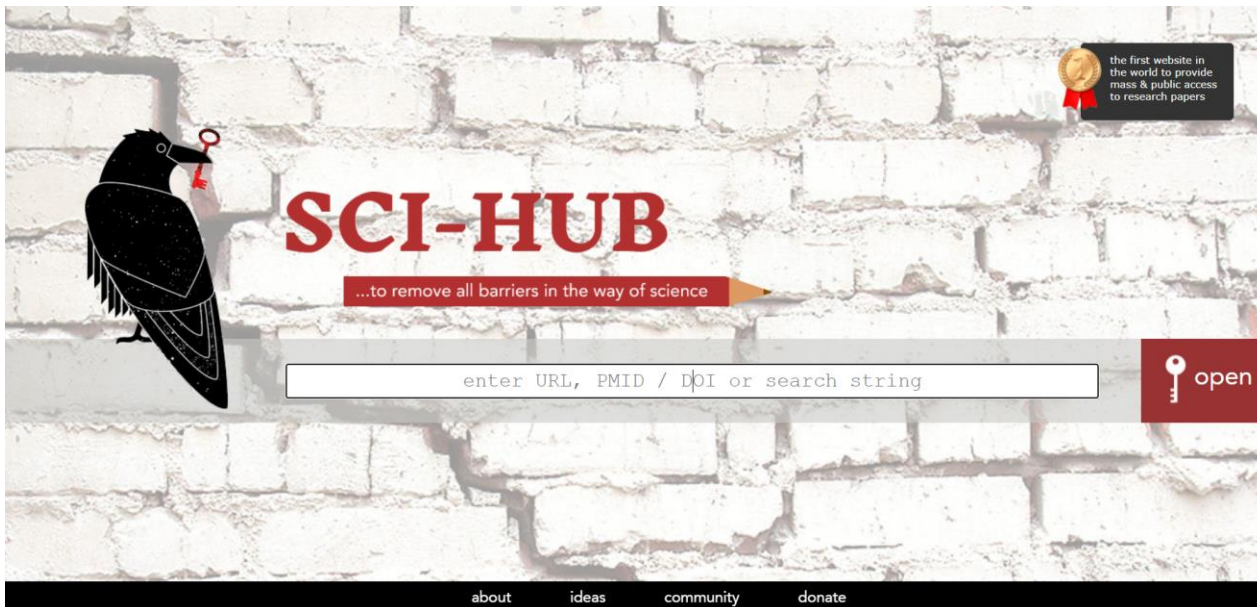 the first website in
the world to provide
mass & public access
to research papers
SCI-HUB
...to remove all barriers in the way of science
enter URL, PMID / DOI or search string
open
about ideas community donate